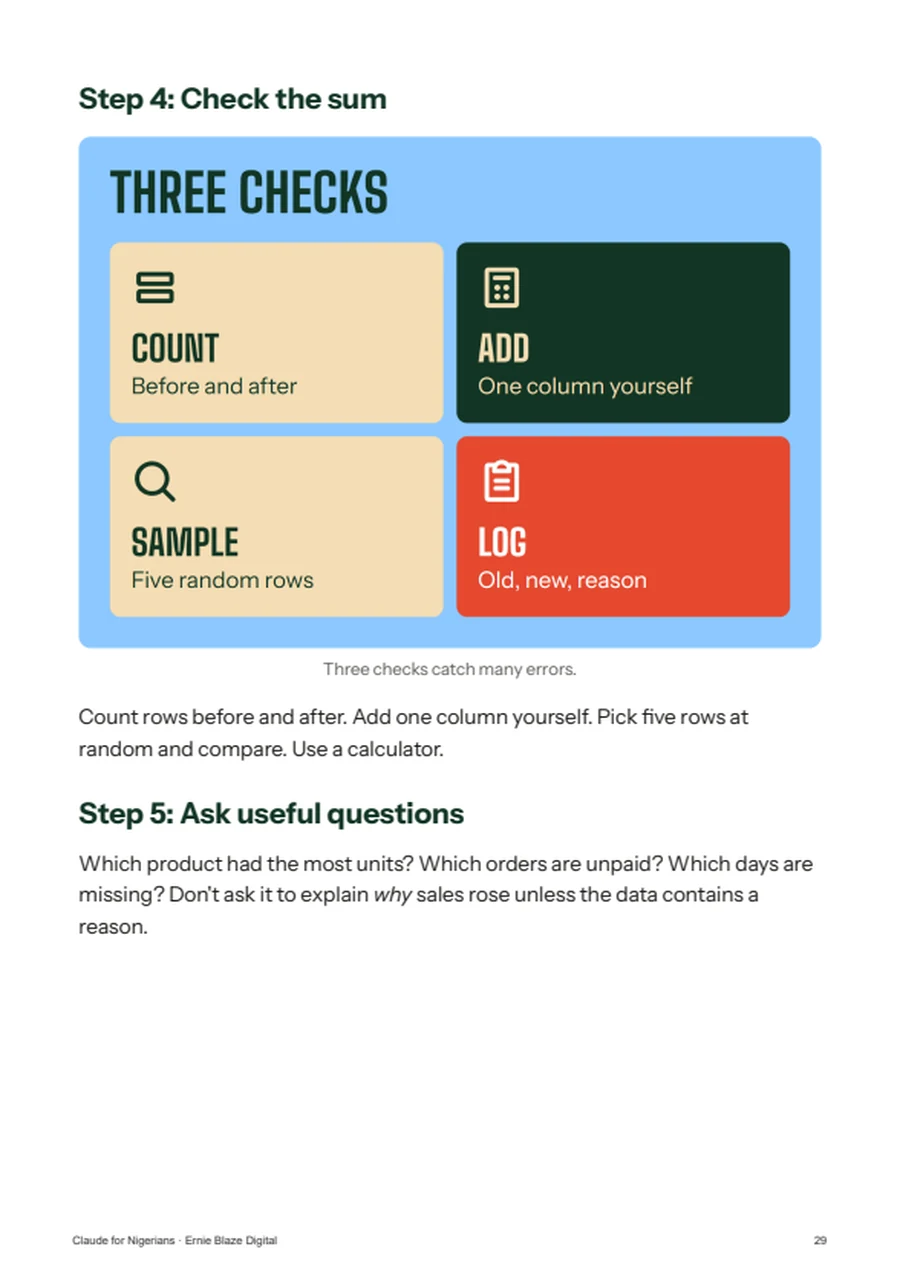 Step 4: Check the sum
THREE CHECKS
COUNT
Before and after
ADD
One column yourself
SAMPLE
Five random rows
LOG
Old, new, reason
Three checks catch many errors.
Count rows before and after. Add one column yourself. Pick five rows at
random and compare. Use a calculator.
Step 5: Ask useful questions
Which product had the most units? Which orders are unpaid? Which days are
missing? Don't ask it to explain why sales rose unless the data contains a
reason.
Claude for Nigerians · Ernie Blaze Digital
29